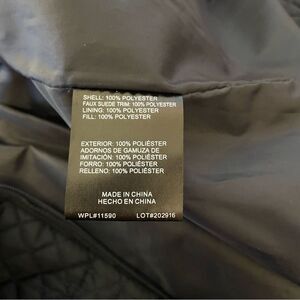 SHELL: 100% POLYESTER
FAUX SUEDE TRIM: 100% POLYESTER
LINING: 100% POLYESTER
FILL: 100% POLYESTER
EXTERIOR: 100% POLIÉSTER
ADORNOS DE GAMUZA DE
IMITACIÓN: 100% POLIÉSTER
FORRO: 100% POLIÉSTER
RELLENO: 100% POLIÉSTER
MADE IN CHINA
HECHO EN CHINA
WPL#11590 LOT#202916